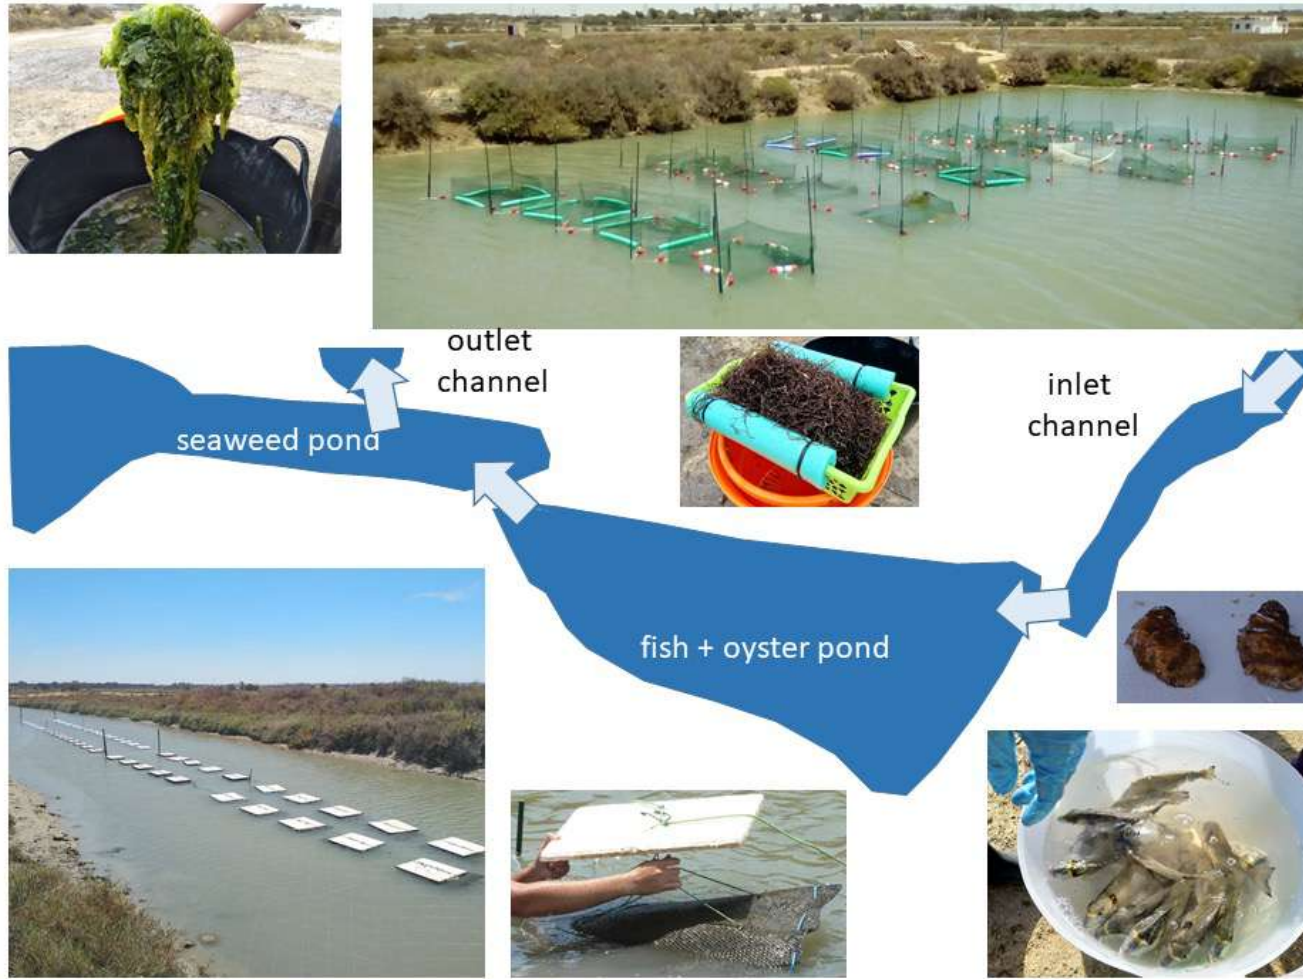 outlet
channel
inlet
channel
seaweed pond
fish + oyster pond